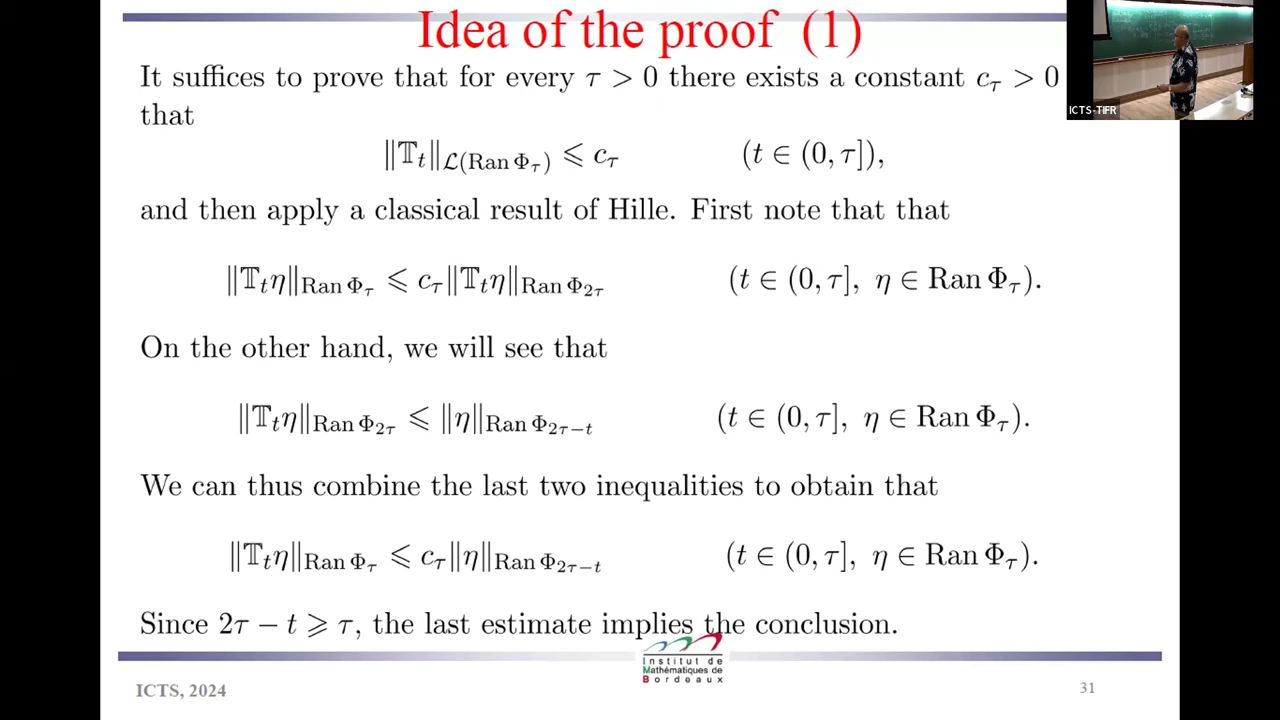 Idea of the proof (1)
It suffices to prove that for every τ > 0 there exists a constant c_τ > 0
that
‖𝕋_t‖_{ℒ(Ran Φ_τ)} ⩽ c_τ (t ∈ (0, τ]),
and then apply a classical result of Hille. First note that that
‖𝕋_tη‖_{Ran Φ_τ} ⩽ c_τ‖𝕋_tη‖_{Ran Φ_{2τ}} (t ∈ (0, τ], η ∈ Ran Φ_τ).
On the other hand, we will see that
‖𝕋_tη‖_{Ran Φ_{2τ}} ⩽ ‖η‖_{Ran Φ_{2τ−t}} (t ∈ (0, τ], η ∈ Ran Φ_τ).
We can thus combine the last two inequalities to obtain that
‖𝕋_tη‖_{Ran Φ_τ} ⩽ c_τ‖η‖_{Ran Φ_{2τ−t}} (t ∈ (0, τ], η ∈ Ran Φ_τ).
Since 2τ − t ⩾ τ, the last estimate implies the conclusion.
Institut de
Mathématiques de
Bordeaux
ICTS, 2024
31
ICTS-TIFR